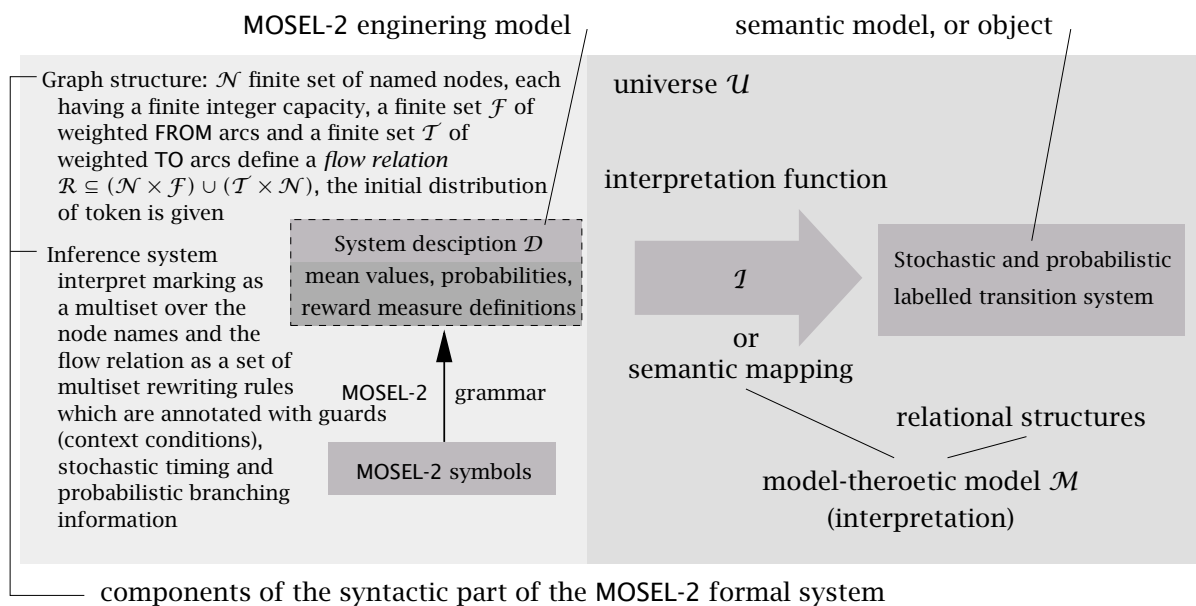 MOSEL-2 enginering model
semantic model, or object
Graph structure: 𝒩 finite set of named nodes, each
having a finite integer capacity, a finite set ℱ of
weighted FROM arcs and a finite set 𝒯 of
weighted TO arcs define a flow relation
ℛ ⊆ (𝒩 × ℱ) ∪ (𝒯 × 𝒩), the initial distribution
of token is given
Inference system
interpret marking as
a multiset over the
node names and the
flow relation as a set of
multiset rewriting rules
which are annotated with guards
(context conditions),
stochastic timing and
probabilistic branching
information
System desciption 𝒟
mean values, probabilities,
reward measure definitions
MOSEL-2 grammar
MOSEL-2 symbols
universe 𝒰
interpretation function
ℐ
or
semantic mapping
Stochastic and probabilistic
labelled transition system
relational structures
model-theroetic model ℳ
(interpretation)
components of the syntactic part of the MOSEL-2 formal system